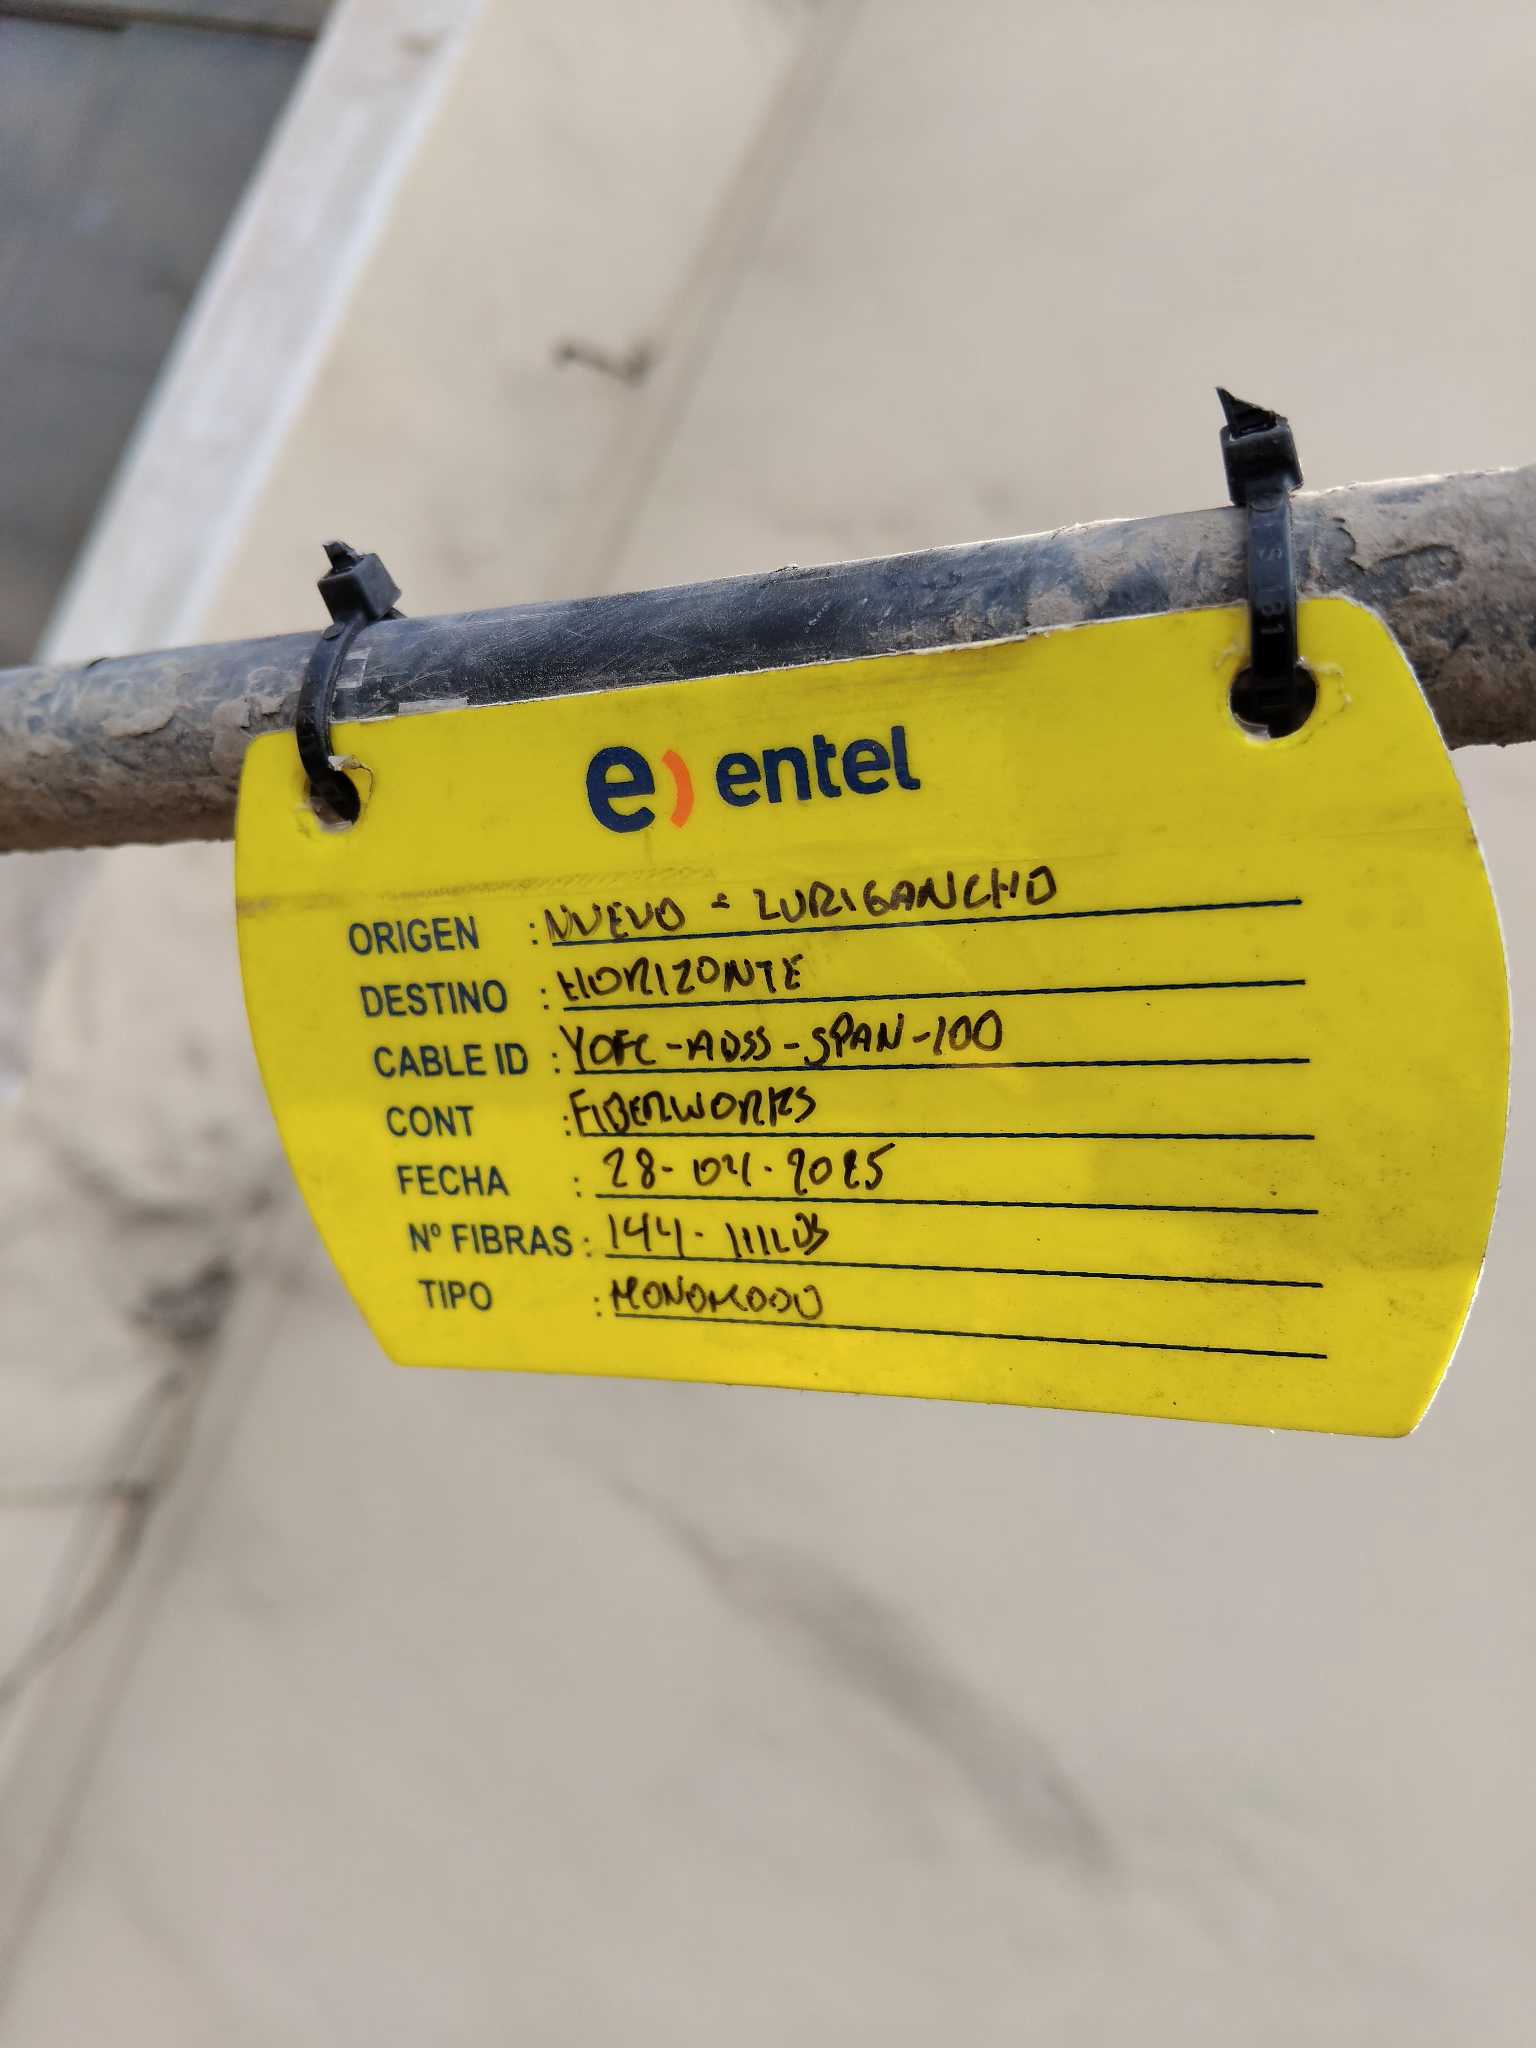 e) entel
ORIGEN : NUEVO - LURIGANCHO
DESTINO : HORIZONTE
CABLE ID : YOFC-ADSS-SPAN-100
CONT : FIBERWORKS
FECHA : 28-04-2025
Nº FIBRAS : 144- HILOS
TIPO : MONOMODO